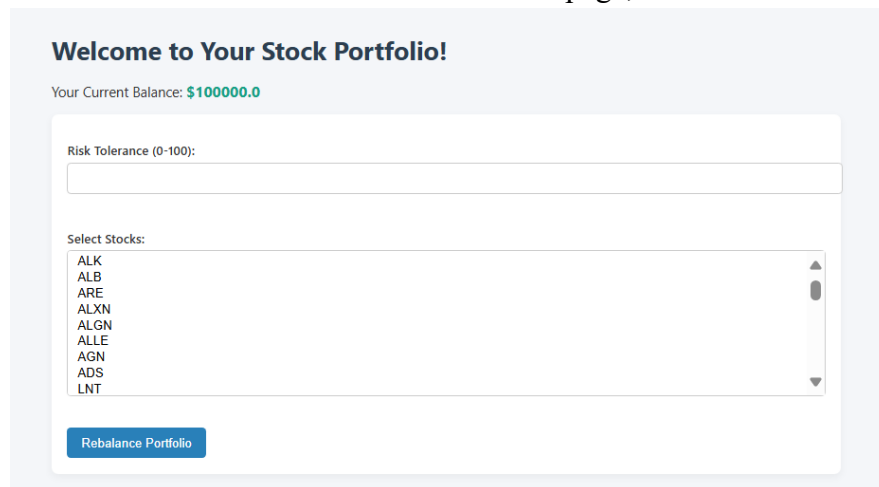 Welcome to Your Stock Portfolio!
Your Current Balance: $100000.0
Risk Tolerance (0-100):
Select Stocks:
ALK
ALB
ARE
ALXN
ALGN
ALLE
AGN
ADS
LNT
Rebalance Portfolio